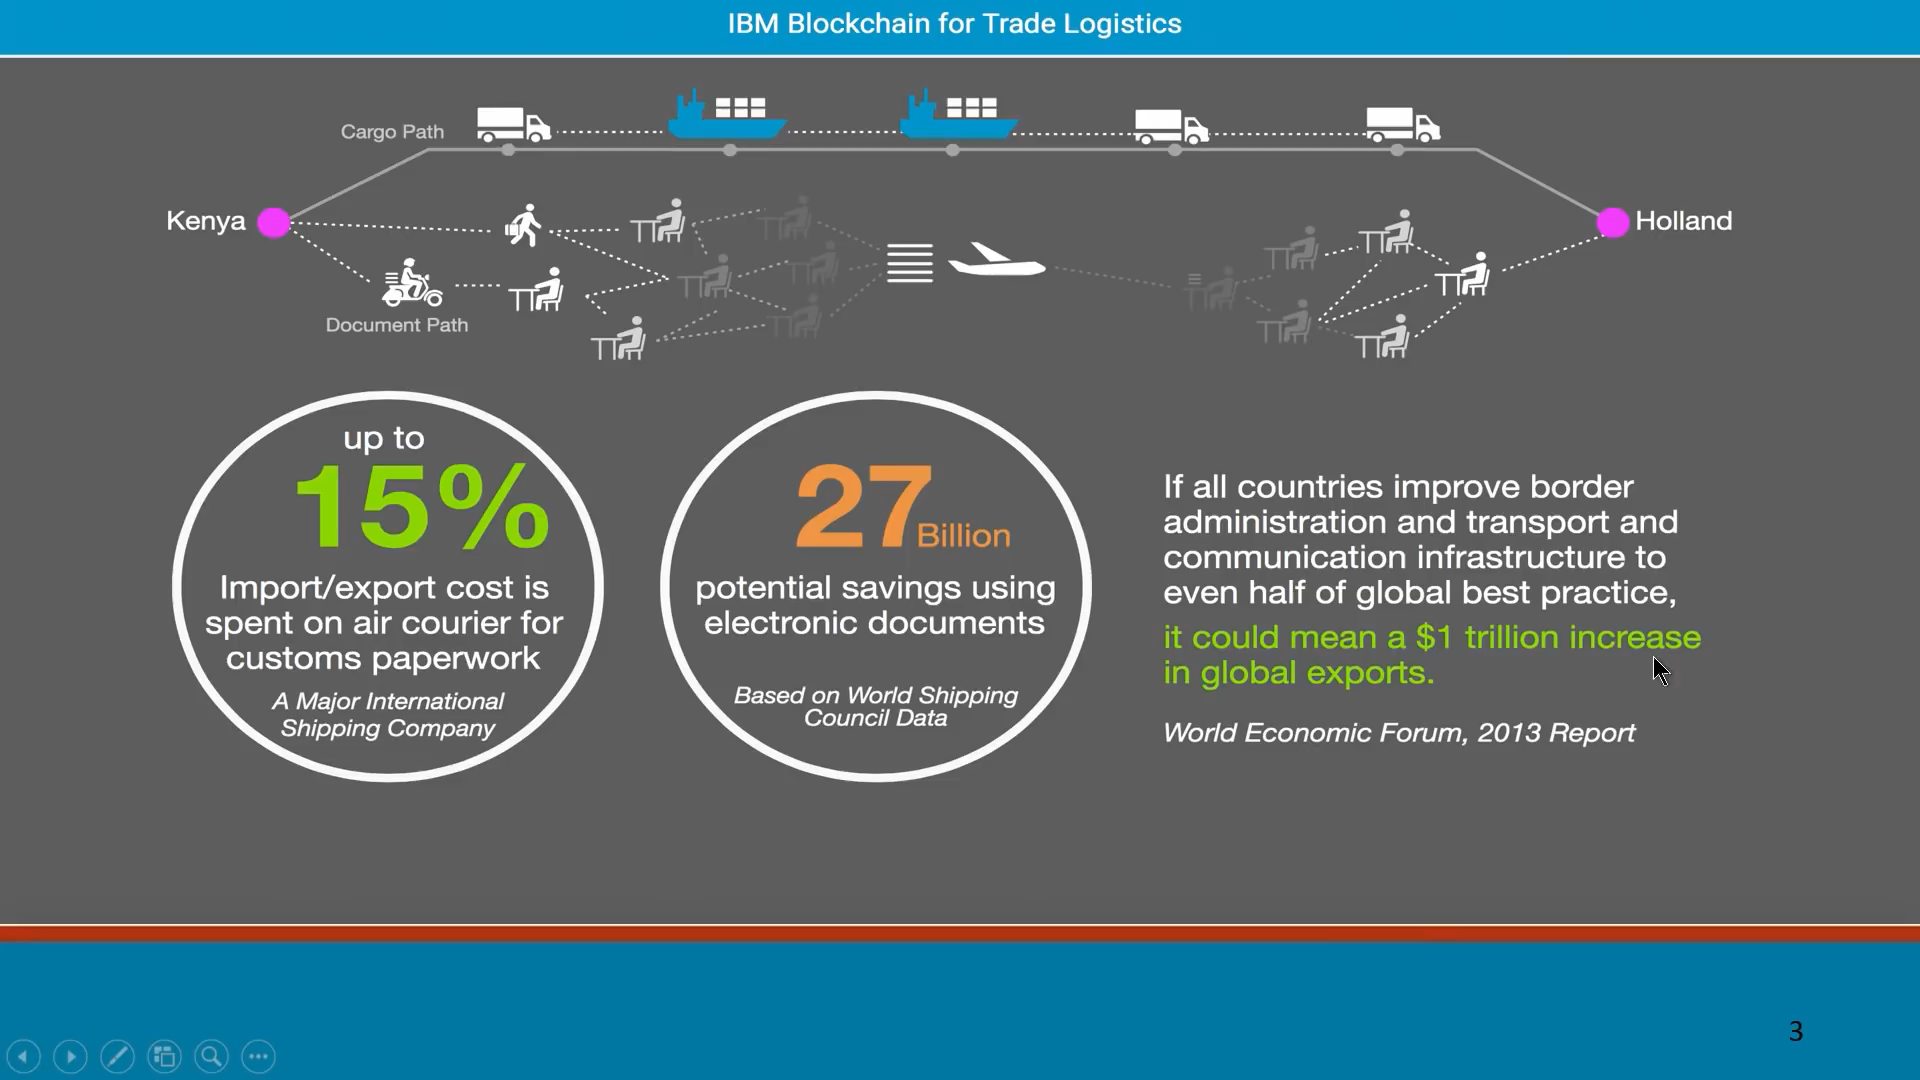 IBM Blockchain for Trade Logistics
Cargo Path
Kenya
Holland
Document Path
up to
15%
Import/export cost is
spent on air courier for
customs paperwork
A Major International
Shipping Company
27 Billion
potential savings using
electronic documents
Based on World Shipping
Council Data
If all countries improve border
administration and transport and
communication infrastructure to
even half of global best practice,
it could mean a $1 trillion increase
in global exports.
World Economic Forum, 2013 Report
3